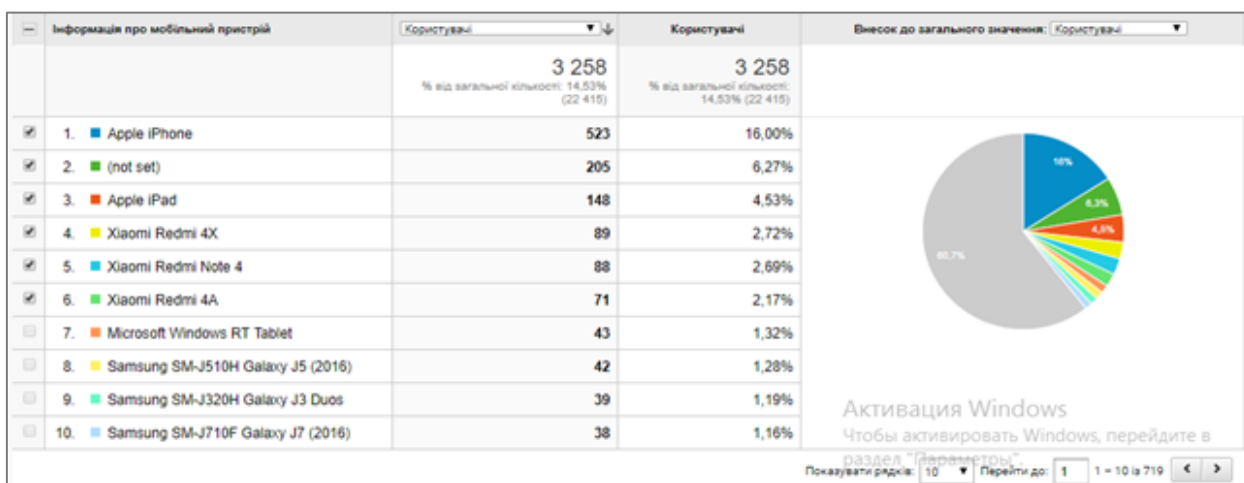 Інформація про мобільний пристрій Користувачі Користувачі Внесок до загального значення: Користувачі
3 258 3 258
% від загальної кількості: 14,53% % від загальної кількості:
(22 415) 14,53% (22 415)
1. Apple iPhone 523 16,00%
2. (not set) 205 6,27%
3. Apple iPad 148 4,53%
4. Xiaomi Redmi 4X 89 2,72%
5. Xiaomi Redmi Note 4 88 2,69%
6. Xiaomi Redmi 4A 71 2,17%
7. Microsoft Windows RT Tablet 43 1,32%
8. Samsung SM-J510H Galaxy J5 (2016) 42 1,28%
9. Samsung SM-J320H Galaxy J3 Duos 39 1,19%
10. Samsung SM-J710F Galaxy J7 (2016) 38 1,16%
16%
6,3%
4,5%
60,7%
Активация Windows
Чтобы активировать Windows, перейдите в
раздел "Параметры".
Показувати рядків: 10 Перейти до: 1 1 – 10 із 719